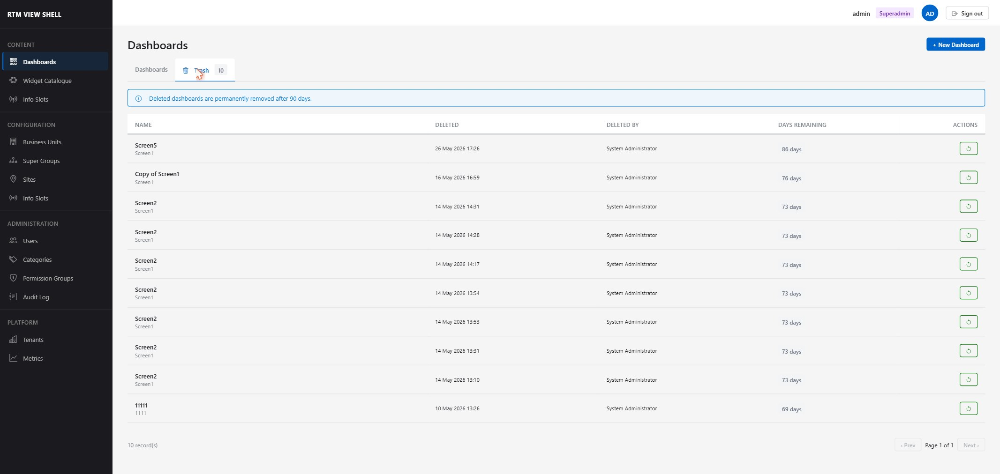 RTM VIEW SHELL
admin
Superadmin
AD
Sign out
CONTENT
Dashboards
Widget Catalogue
Info Slots
CONFIGURATION
Business Units
Super Groups
Sites
Info Slots
ADMINISTRATION
Users
Categories
Permission Groups
Audit Log
PLATFORM
Tenants
Metrics
Dashboards
+ New Dashboard
Dashboards
Trash 10
Deleted dashboards are permanently removed after 90 days.
NAME DELETED DELETED BY DAYS REMAINING ACTIONS
Screen5
Screen1
26 May 2026 17:26 System Administrator 86 days
Copy of Screen1
Screen1
16 May 2026 16:59 System Administrator 76 days
Screen2
Screen1
14 May 2026 14:31 System Administrator 73 days
Screen2
Screen1
14 May 2026 14:28 System Administrator 73 days
Screen2
Screen1
14 May 2026 14:17 System Administrator 73 days
Screen2
Screen1
14 May 2026 13:54 System Administrator 73 days
Screen2
Screen1
14 May 2026 13:53 System Administrator 73 days
Screen2
Screen1
14 May 2026 13:31 System Administrator 73 days
Screen2
Screen1
14 May 2026 13:10 System Administrator 73 days
11111
1111
10 May 2026 13:26 System Administrator 69 days
10 record(s)
‹ Prev Page 1 of 1 Next ›